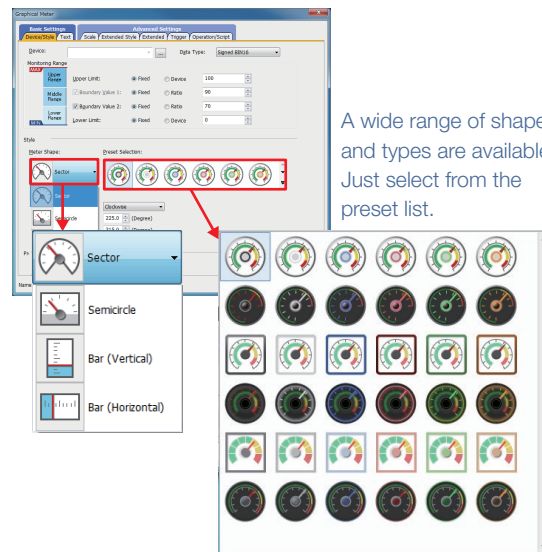 Graphical Meter
Basic Settings
Advanced Settings
Device/Style
Text
Scale
Extended Style
Extended
Trigger
Operation/Script
Device:
...
Data Type:
Signed BIN16
Monitoring Range
MAX
Upper Range
Upper Limit:
Fixed
Device
100
Middle Range
Boundary Value 1:
Fixed
Ratio
90
Boundary Value 2:
Fixed
Ratio
70
Lower Range
MIN
Lower Limit:
Fixed
Device
0
Style
Meter Shape:
Preset Selection:
Sector
Sector
Clockwise
225.0
(Degree)
Name
A wide range of shape
and types are available
Just select from the
preset list.
Sector
Semicircle
Bar (Vertical)
Bar (Horizontal)